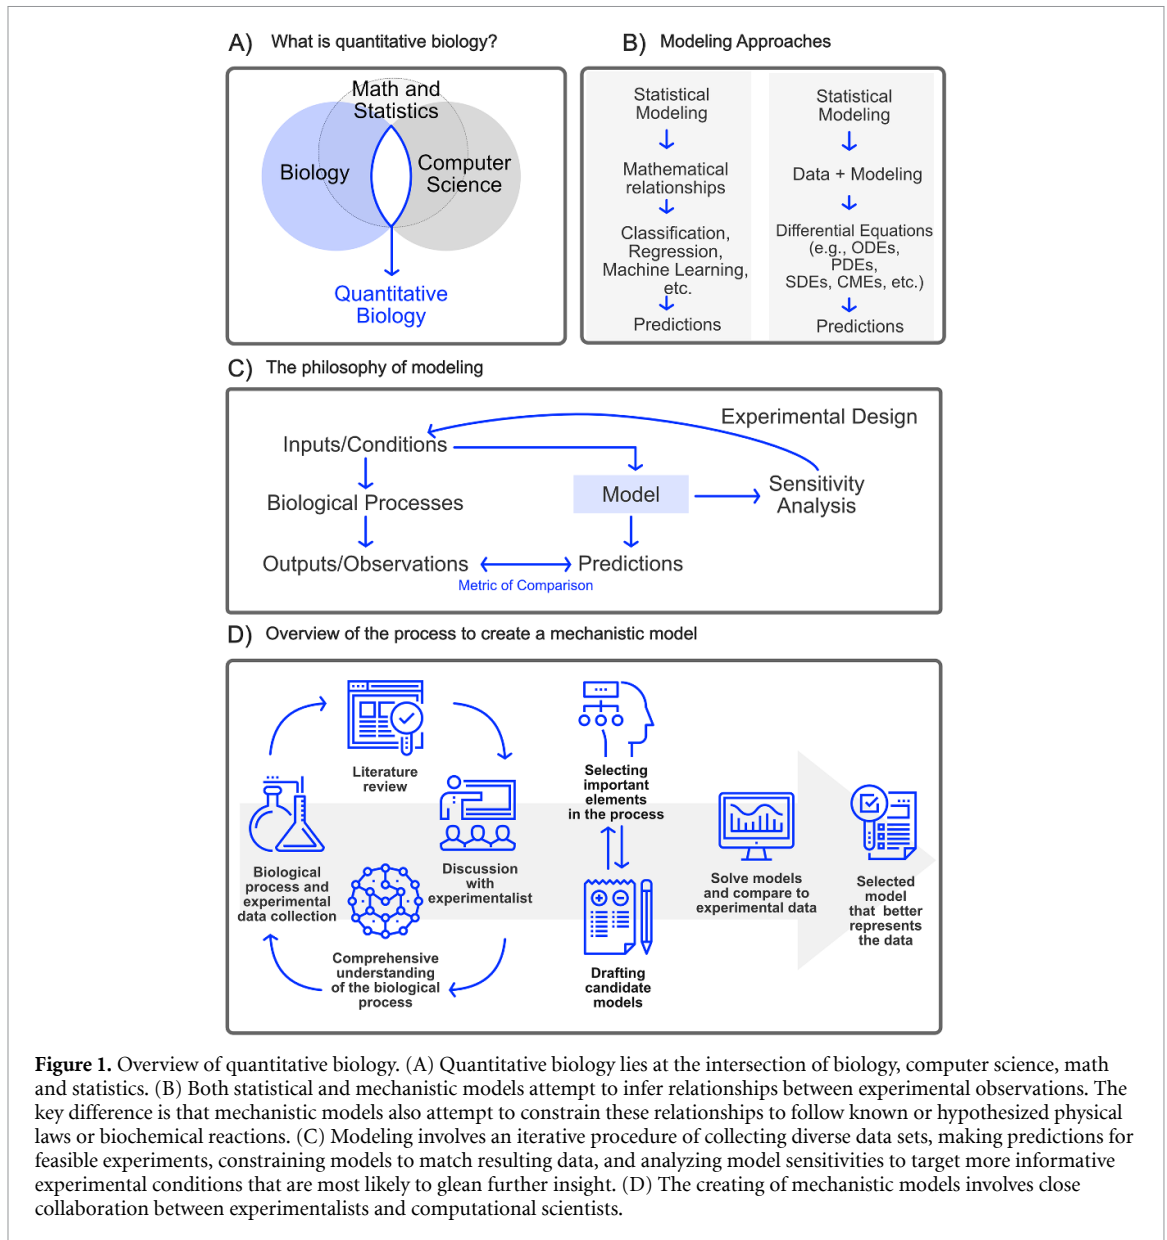 A) What is quantitative biology?
Math and
Statistics
Biology
Computer
Science
Quantitative
Biology
B) Modeling Approaches
Statistical
Modeling
Mathematical
relationships
Classification,
Regression,
Machine Learning,
etc.
Predictions
Statistical
Modeling
Data + Modeling
Differential Equations
(e.g., ODEs,
PDEs,
SDEs, CMEs, etc.)
Predictions
C) The philosophy of modeling
Experimental Design
Inputs/Conditions
Biological Processes
Outputs/Observations
Metric of Comparison
Model
Predictions
Sensitivity
Analysis
D) Overview of the process to create a mechanistic model
Literature
review
Biological
process and
experimental
data collection
Discussion
with
experimentalist
Comprehensive
understanding
of the biological
process
Selecting
important
elements
in the process
Drafting
candidate
models
Solve models
and compare to
experimental data
Selected
model
that better
represents
the data
Figure 1. Overview of quantitative biology. (A) Quantitative biology lies at the intersection of biology, computer science, math
and statistics. (B) Both statistical and mechanistic models attempt to infer relationships between experimental observations. The
key difference is that mechanistic models also attempt to constrain these relationships to follow known or hypothesized physical
laws or biochemical reactions. (C) Modeling involves an iterative procedure of collecting diverse data sets, making predictions for
feasible experiments, constraining models to match resulting data, and analyzing model sensitivities to target more informative
experimental conditions that are most likely to glean further insight. (D) The creating of mechanistic models involves close
collaboration between experimentalists and computational scientists.